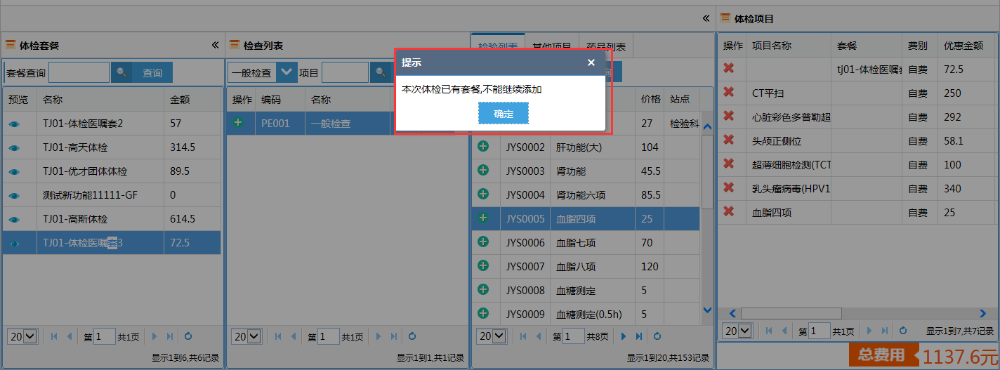 体检套餐
套餐查询 查询
预览 名称 金额
TJ01-体检医嘱套2 57
TJ01-高天体检 314.5
TJ01-优才团体体检 89.5
测试新功能11111-GF 0
TJ01-高斯体检 614.5
TJ01-体检医嘱套3 72.5
20 第 1 共1页
显示1到6,共6记录
检查列表
一般检查 项目
操作 编码 名称
PE001 一般检查
20 第 1 共1页
显示1到1,共1记录
检验列表 其他项目 药品列表
提示
本次体检已有套餐,不能继续添加
确定
价格 站点
27 检验科
JYS0002 肝功能(大) 104
JYS0003 肾功能 45.5
JYS0004 肾功能六项 85.5
JYS0005 血脂四项 25
JYS0006 血脂七项 70
JYS0007 血脂八项 120
JYS0008 血糖测定 5
JYS0009 血糖测定(0.5h) 5
20 第 1 共8页
显示1到20,共153记录
体检项目
操作 项目名称 套餐 费别 优惠金额
tj01-体检医嘱 自费 72.5
CT平扫 自费 250
心脏彩色多普勒超 自费 292
头颅正侧位 自费 58.1
超薄细胞检测(TCT 自费 100
乳头瘤病毒(HPV1 自费 340
血脂四项 自费 25
20 第 1 共1页 显示1到7,共7记录
总费用 1137.6元